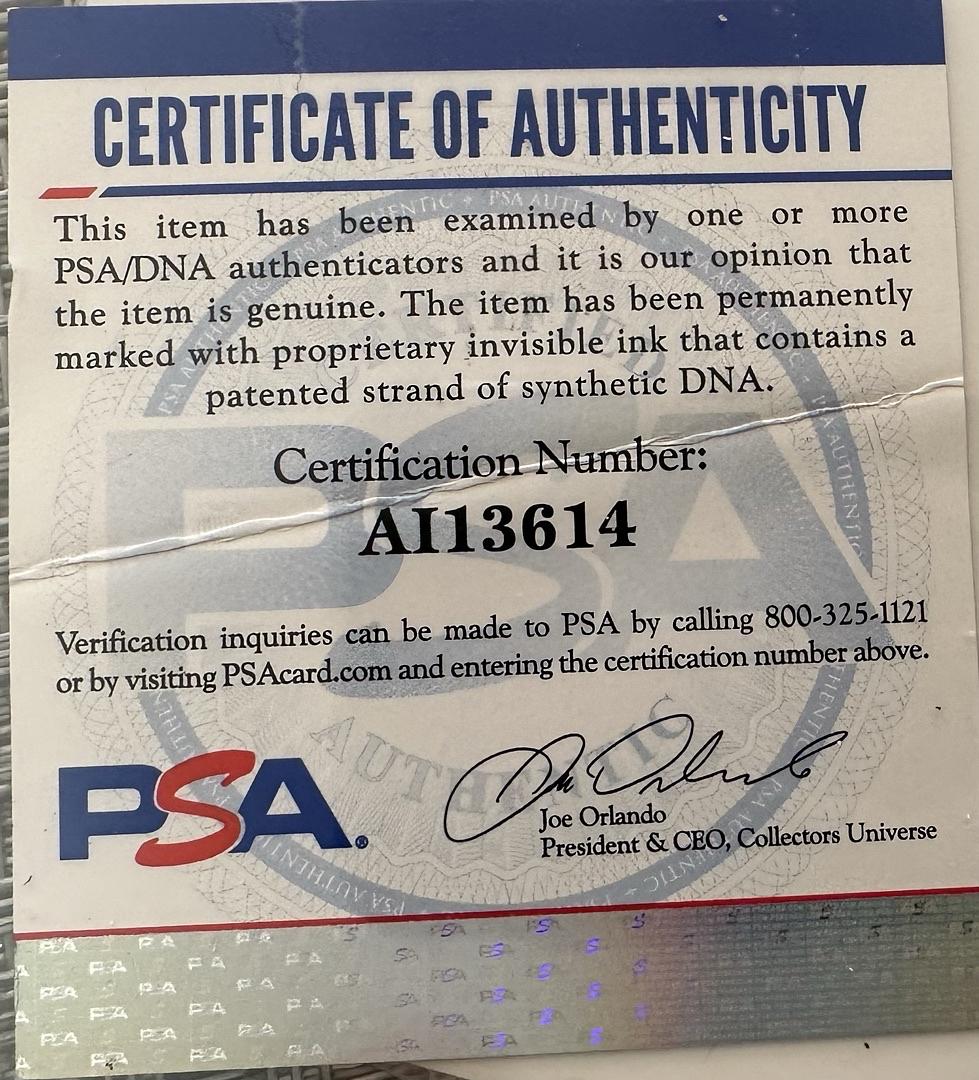 CERTIFICATE OF AUTHENTICITY
This item has been examined by one or more
PSA/DNA authenticators and it is our opinion that
the item is genuine. The item has been permanently
marked with proprietary invisible ink that contains a
patented strand of synthetic DNA.
Certification Number:
AI13614
Verification inquiries can be made to PSA by calling 800-325-1121
or by visiting PSAcard.com and entering the certification number above.
PSA®
Joe Orlando
President & CEO, Collectors Universe
PSA
AUTHENTIC